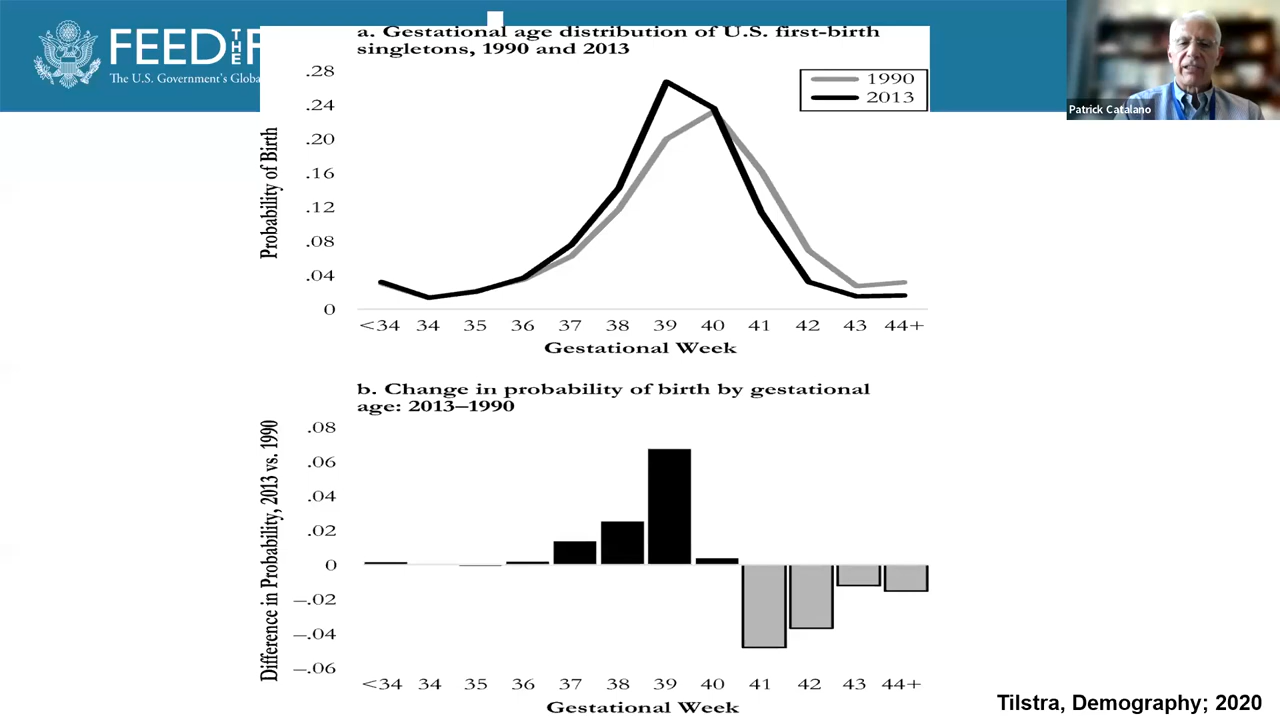 FEED THE F
The U.S. Government's Globa
Patrick Catalano
a. Gestational age distribution of U.S. first-birth
singletons, 1990 and 2013
1990
2013
Probability of Birth
.28
.24
.20
.16
.12
.08
.04
0
<34 34 35 36 37 38 39 40 41 42 43 44+
Gestational Week
b. Change in probability of birth by gestational
age: 2013–1990
Difference in Probability, 2013 vs. 1990
.08
.06
.04
.02
0
–.02
–.04
–.06
<34 34 35 36 37 38 39 40 41 42 43 44+
Gestational Week
Tilstra, Demography; 2020